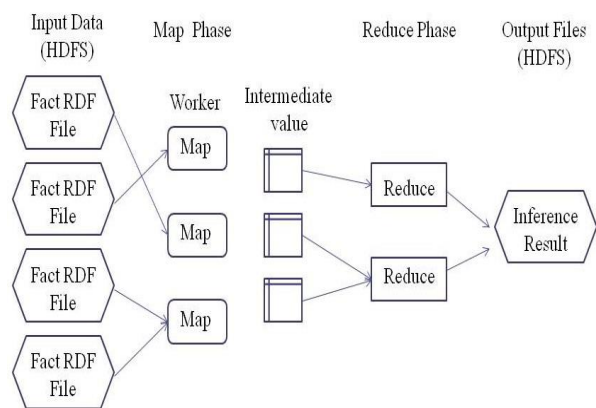 Input Data
(HDFS)
Map Phase
Reduce Phase
Output Files
(HDFS)
Fact RDF
File
Fact RDF
File
Fact RDF
File
Fact RDF
File
Worker
Map
Map
Map
Intermediate
value
Reduce
Reduce
Inference
Result